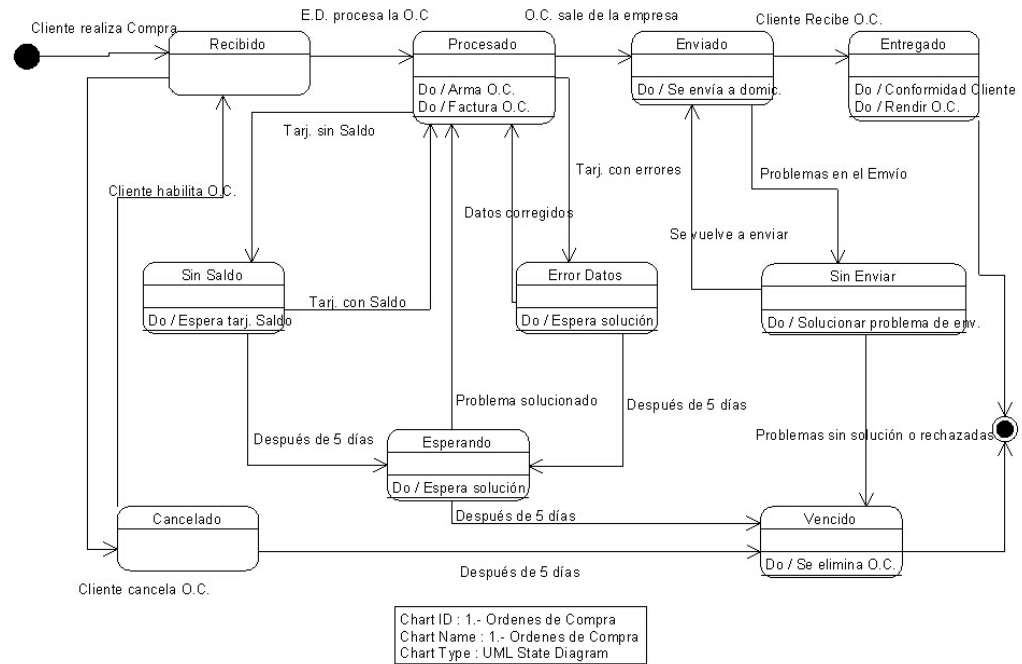 E.D. procesa la O.C
O.C. sale de la empresa
Cliente Recibe O.C.
Cliente realiza Compra
Recibido
Procesado
Enviado
Entregado
Do / Arma O.C.
Do / Factura O.C.
Do / Se envía a domic.
Do / Conformidad Cliente
Do / Rendir O.C.
Tarj. sin Saldo
Tarj. con errores
Problemas en el Emvío
Cliente habilita O.C.
Datos corregidos
Se vuelve a enviar
Sin Saldo
Error Datos
Sin Enviar
Tarj. con Saldo
Do / Espera tarj. Saldo
Do / Espera solución
Do / Solucionar problema de env.
Problema solucionado
Después de 5 días
Después de 5 días
Esperando
Problemas sin solución o rechazadas
Do / Espera solución
Después de 5 días
Cancelado
Vencido
Do / Se elimina O.C.
Después de 5 días
Cliente cancela O.C.
Chart ID : 1.- Ordenes de Compra
Chart Name : 1.- Ordenes de Compra
Chart Type : UML State Diagram